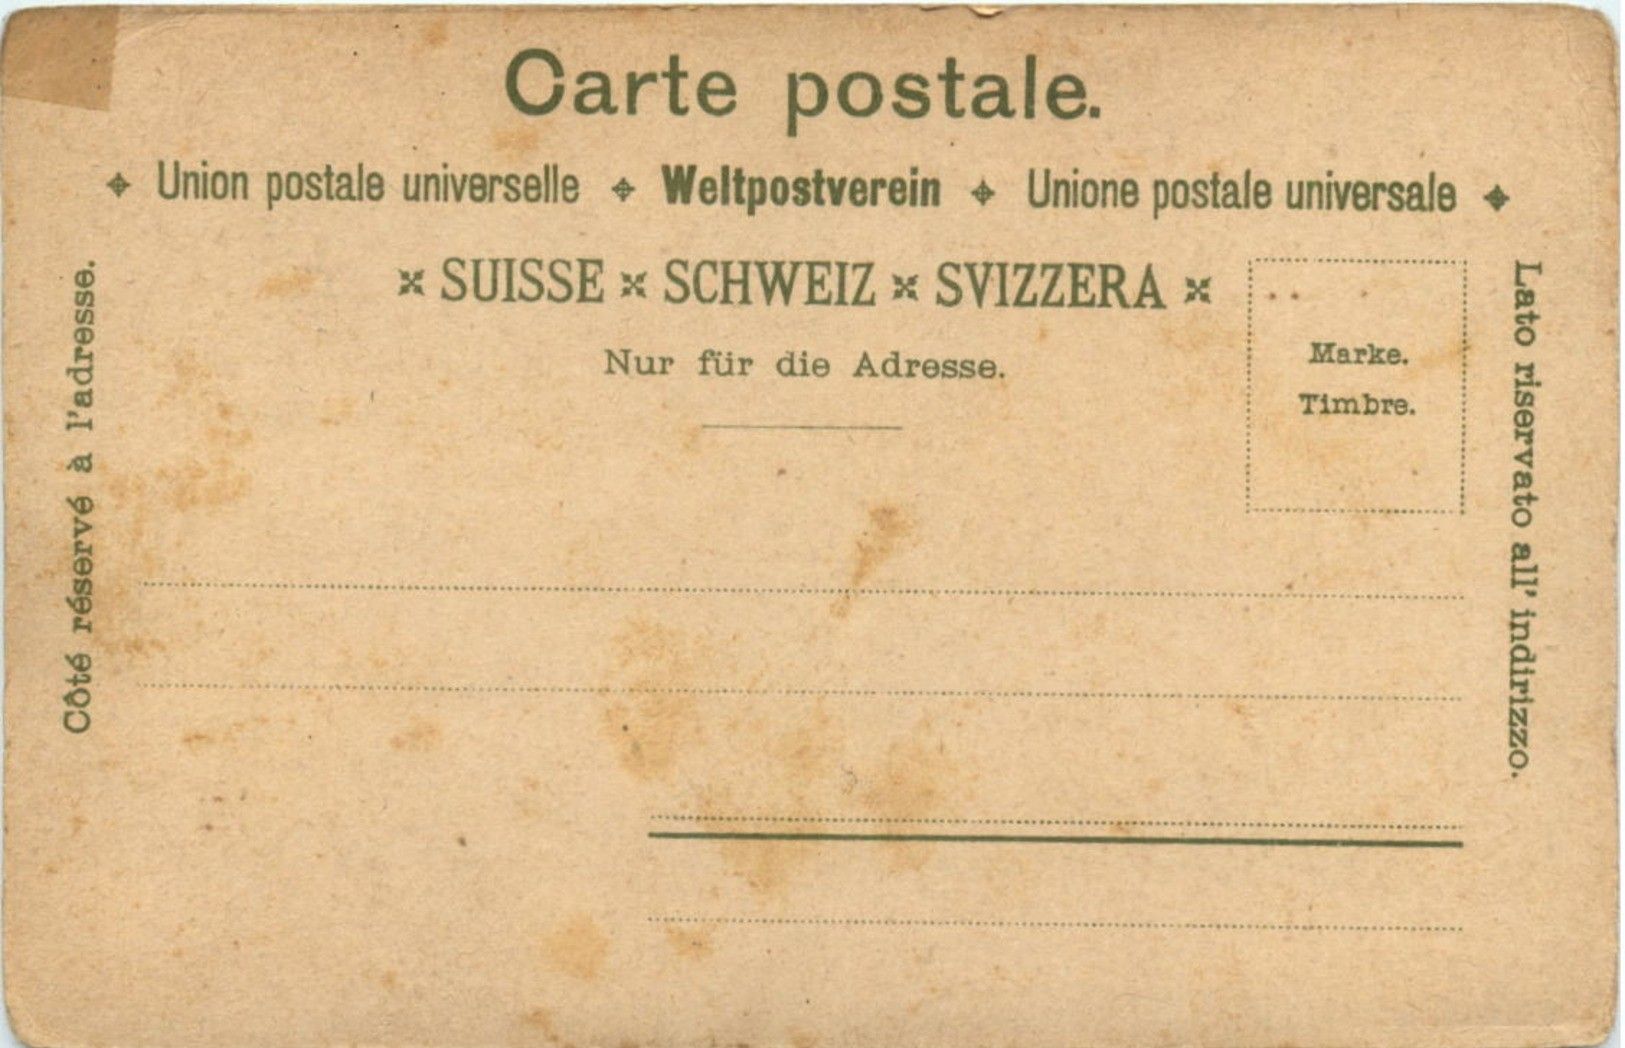 Carte postale.
Union postale universelle Weltpostverein Unione postale universale
SUISSE SCHWEIZ SVIZZERA
Nur für die Adresse.
Marke.
Timbre.
Côté réservé à l'adresse.
Lato riservato all' indirizzo.